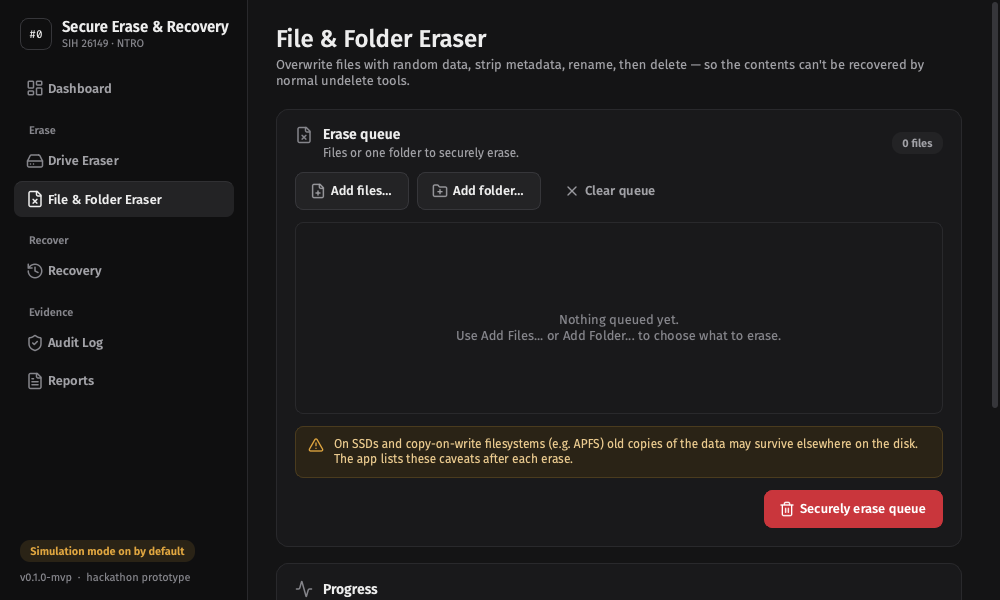 #0
Secure Erase & Recovery
SIH 26149 · NTRO
Dashboard
Erase
Drive Eraser
File & Folder Eraser
Recover
Recovery
Evidence
Audit Log
Reports
Simulation mode on by default
v0.1.0-mvp · hackathon prototype
File & Folder Eraser
Overwrite files with random data, strip metadata, rename, then delete — so the contents can't be recovered by
normal undelete tools.
Erase queue
Files or one folder to securely erase.
0 files
Add files...
Add folder...
Clear queue
Nothing queued yet.
Use Add Files... or Add Folder... to choose what to erase.
On SSDs and copy-on-write filesystems (e.g. APFS) old copies of the data may survive elsewhere on the disk.
The app lists these caveats after each erase.
Securely erase queue
Progress